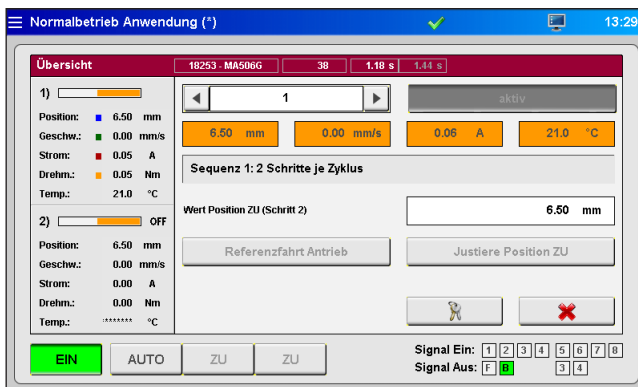 Normalbetrieb Anwendung (*) 13:29
Übersicht 18253 - MA506G 38 1.18 s 1.44 s
1)
Position: 6.50 mm
Geschw.: 0.00 mm/s
Strom: 0.05 A
Drehm.: 0.05 Nm
Temp.: 21.0 °C
2) OFF
Position: 6.50 mm
Geschw.: 0.00 mm/s
Strom: 0.00 A
Drehm.: 0.00 Nm
Temp.: ******* °C
1 aktiv
6.50 mm 0.00 mm/s 0.06 A 21.0 °C
Sequenz 1: 2 Schritte je Zyklus
Wert Position ZU (Schritt 2) 6.50 mm
Referenzfahrt Antrieb Justiere Position ZU
EIN AUTO ZU ZU
Signal Ein: 1 2 3 4 5 6 7 8
Signal Aus: F B 3 4